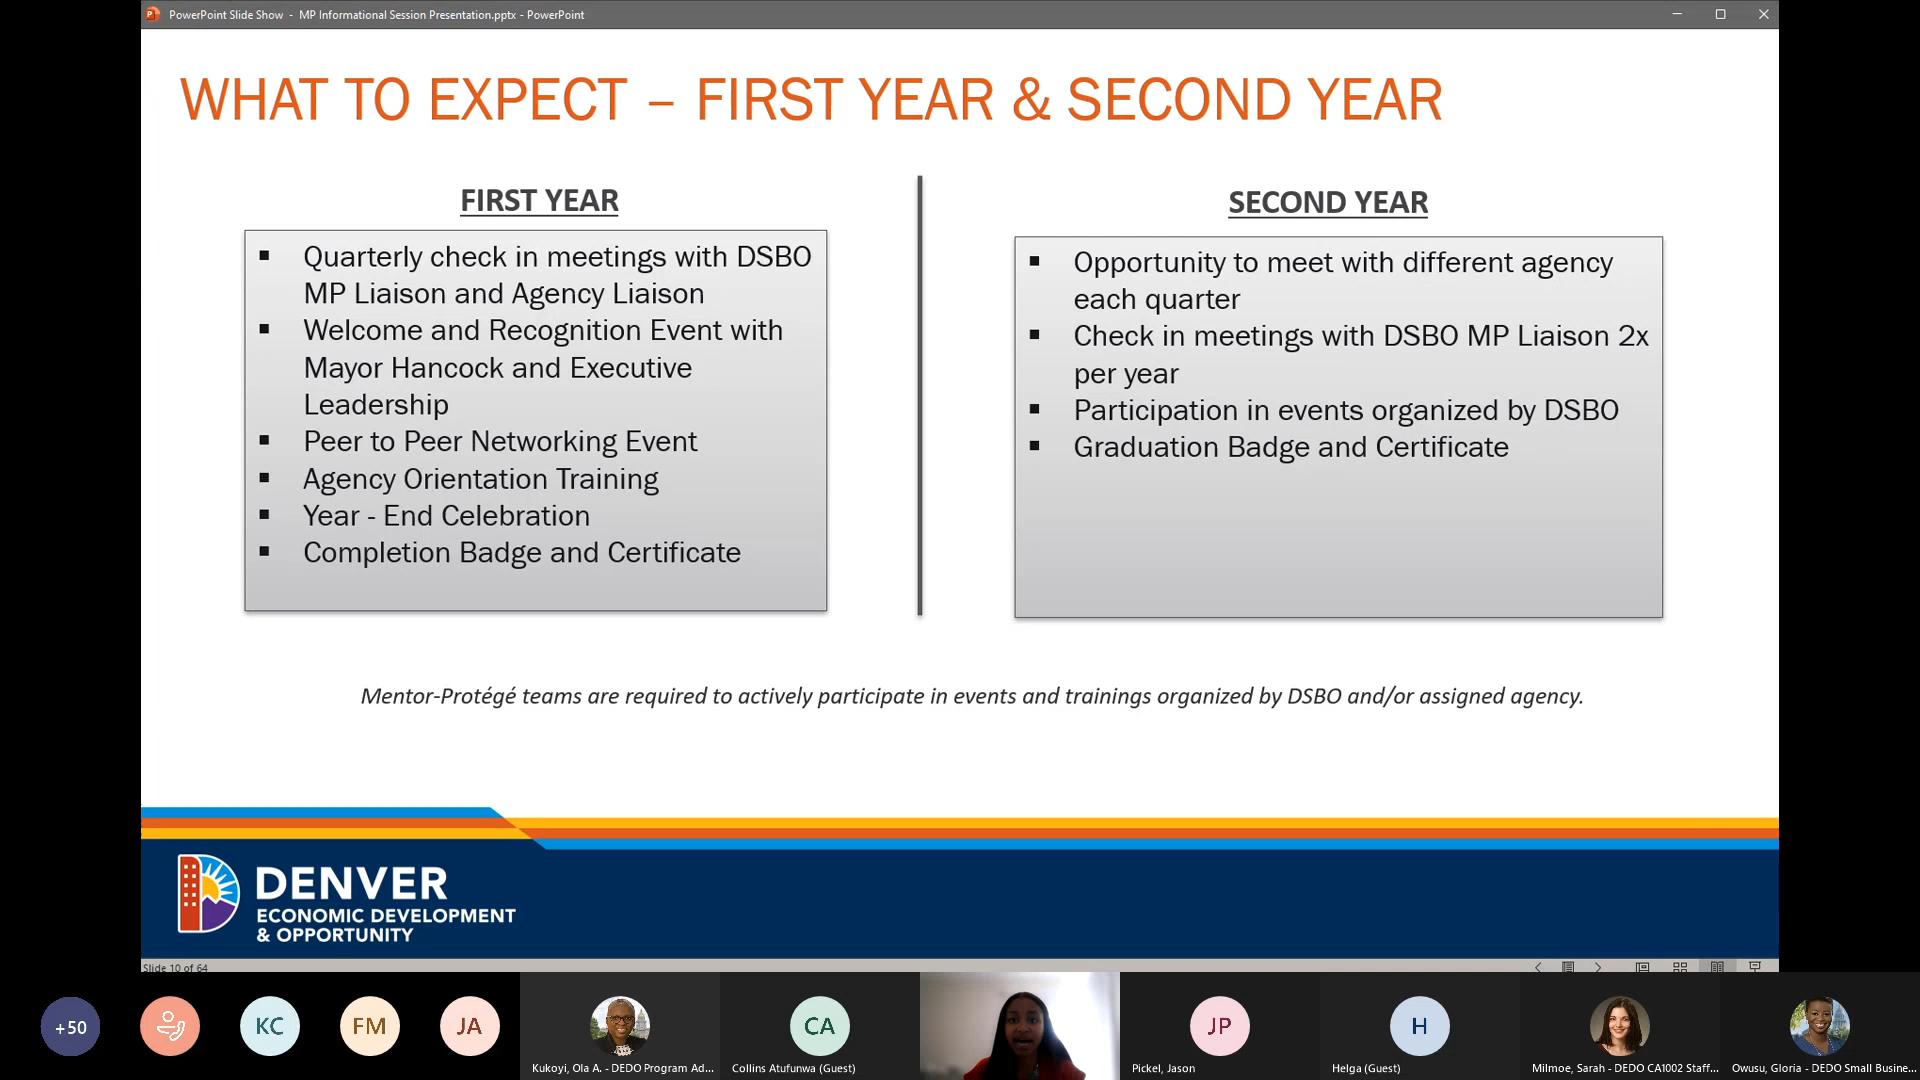 PowerPoint Slide Show - MP Informational Session Presentation.pptx - PowerPoint
WHAT TO EXPECT – FIRST YEAR & SECOND YEAR
FIRST YEAR
▪ Quarterly check in meetings with DSBO
MP Liaison and Agency Liaison
▪ Welcome and Recognition Event with
Mayor Hancock and Executive
Leadership
▪ Peer to Peer Networking Event
▪ Agency Orientation Training
▪ Year - End Celebration
▪ Completion Badge and Certificate
SECOND YEAR
▪ Opportunity to meet with different agency
each quarter
▪ Check in meetings with DSBO MP Liaison 2x
per year
▪ Participation in events organized by DSBO
▪ Graduation Badge and Certificate
Mentor-Protégé teams are required to actively participate in events and trainings organized by DSBO and/or assigned agency.
DENVER
ECONOMIC DEVELOPMENT
& OPPORTUNITY
Slide 10 of 64
+50
KC
FM
JA
Kukoyi, Ola A. - DEDO Program Ad...
CA
Collins Atufunwa (Guest)
JP
Pickel, Jason
H
Helga (Guest)
Milmoe, Sarah - DEDO CA1002 Staff...
Owusu, Gloria - DEDO Small Busine...